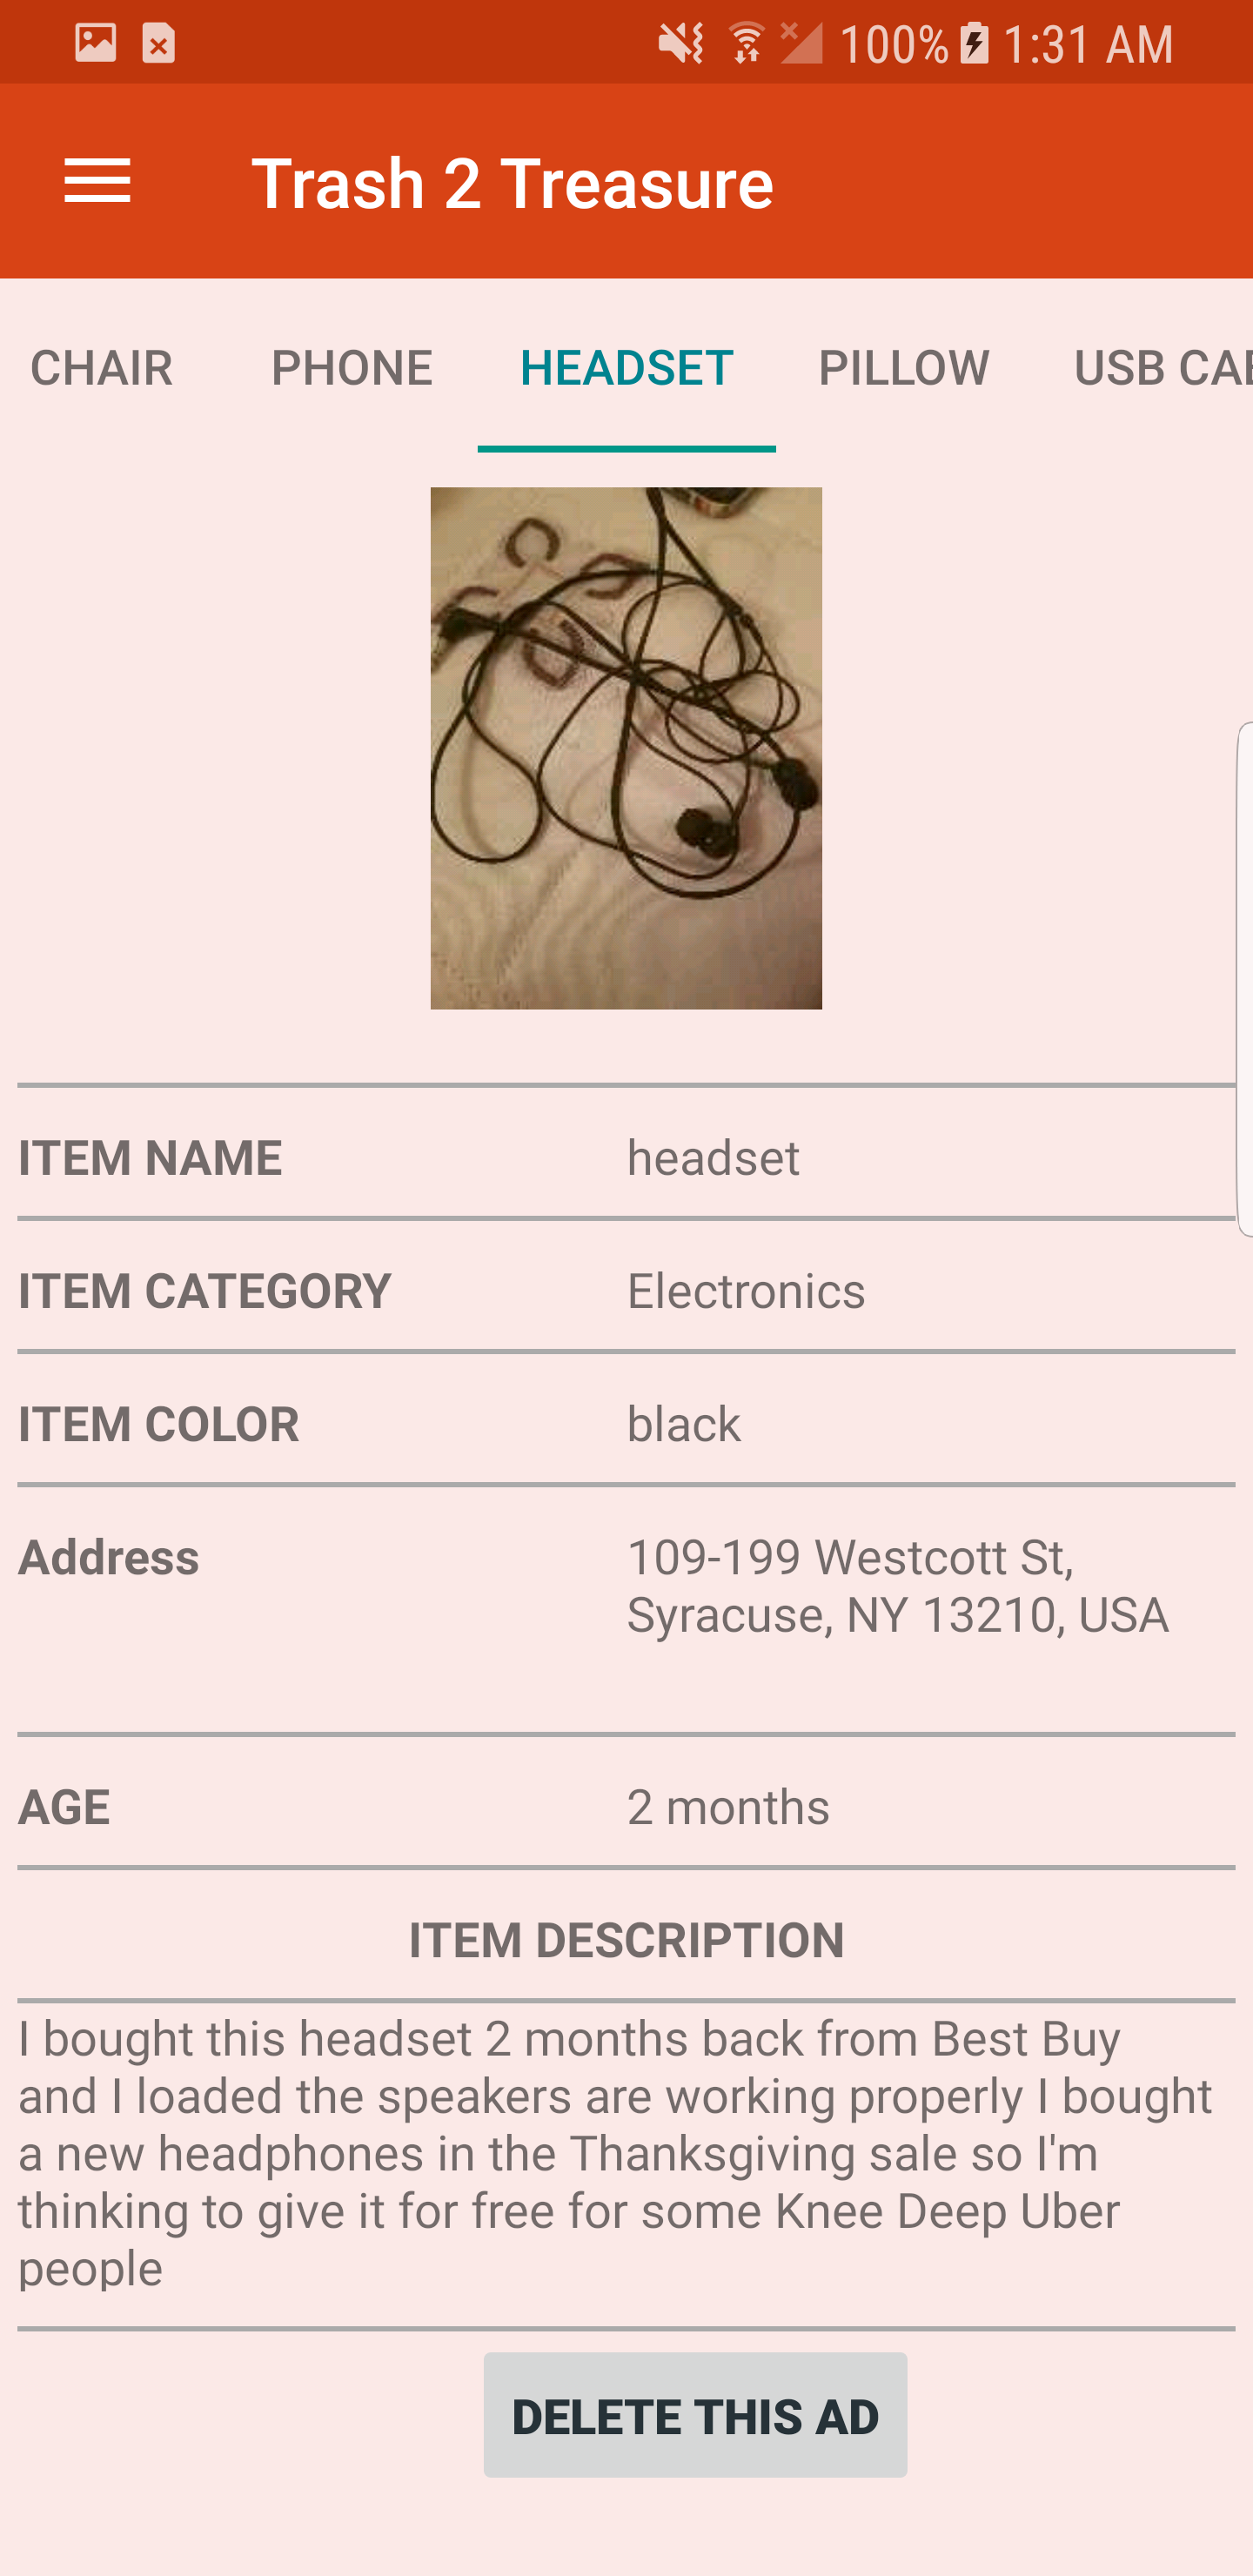 100% 1:31 AM
Trash 2 Treasure
CHAIR PHONE HEADSET PILLOW USB CAB
ITEM NAME headset
ITEM CATEGORY Electronics
ITEM COLOR black
Address 109-199 Westcott St,
Syracuse, NY 13210, USA
AGE 2 months
ITEM DESCRIPTION
I bought this headset 2 months back from Best Buy
and I loaded the speakers are working properly I bought
a new headphones in the Thanksgiving sale so I'm
thinking to give it for free for some Knee Deep Uber
people
DELETE THIS AD